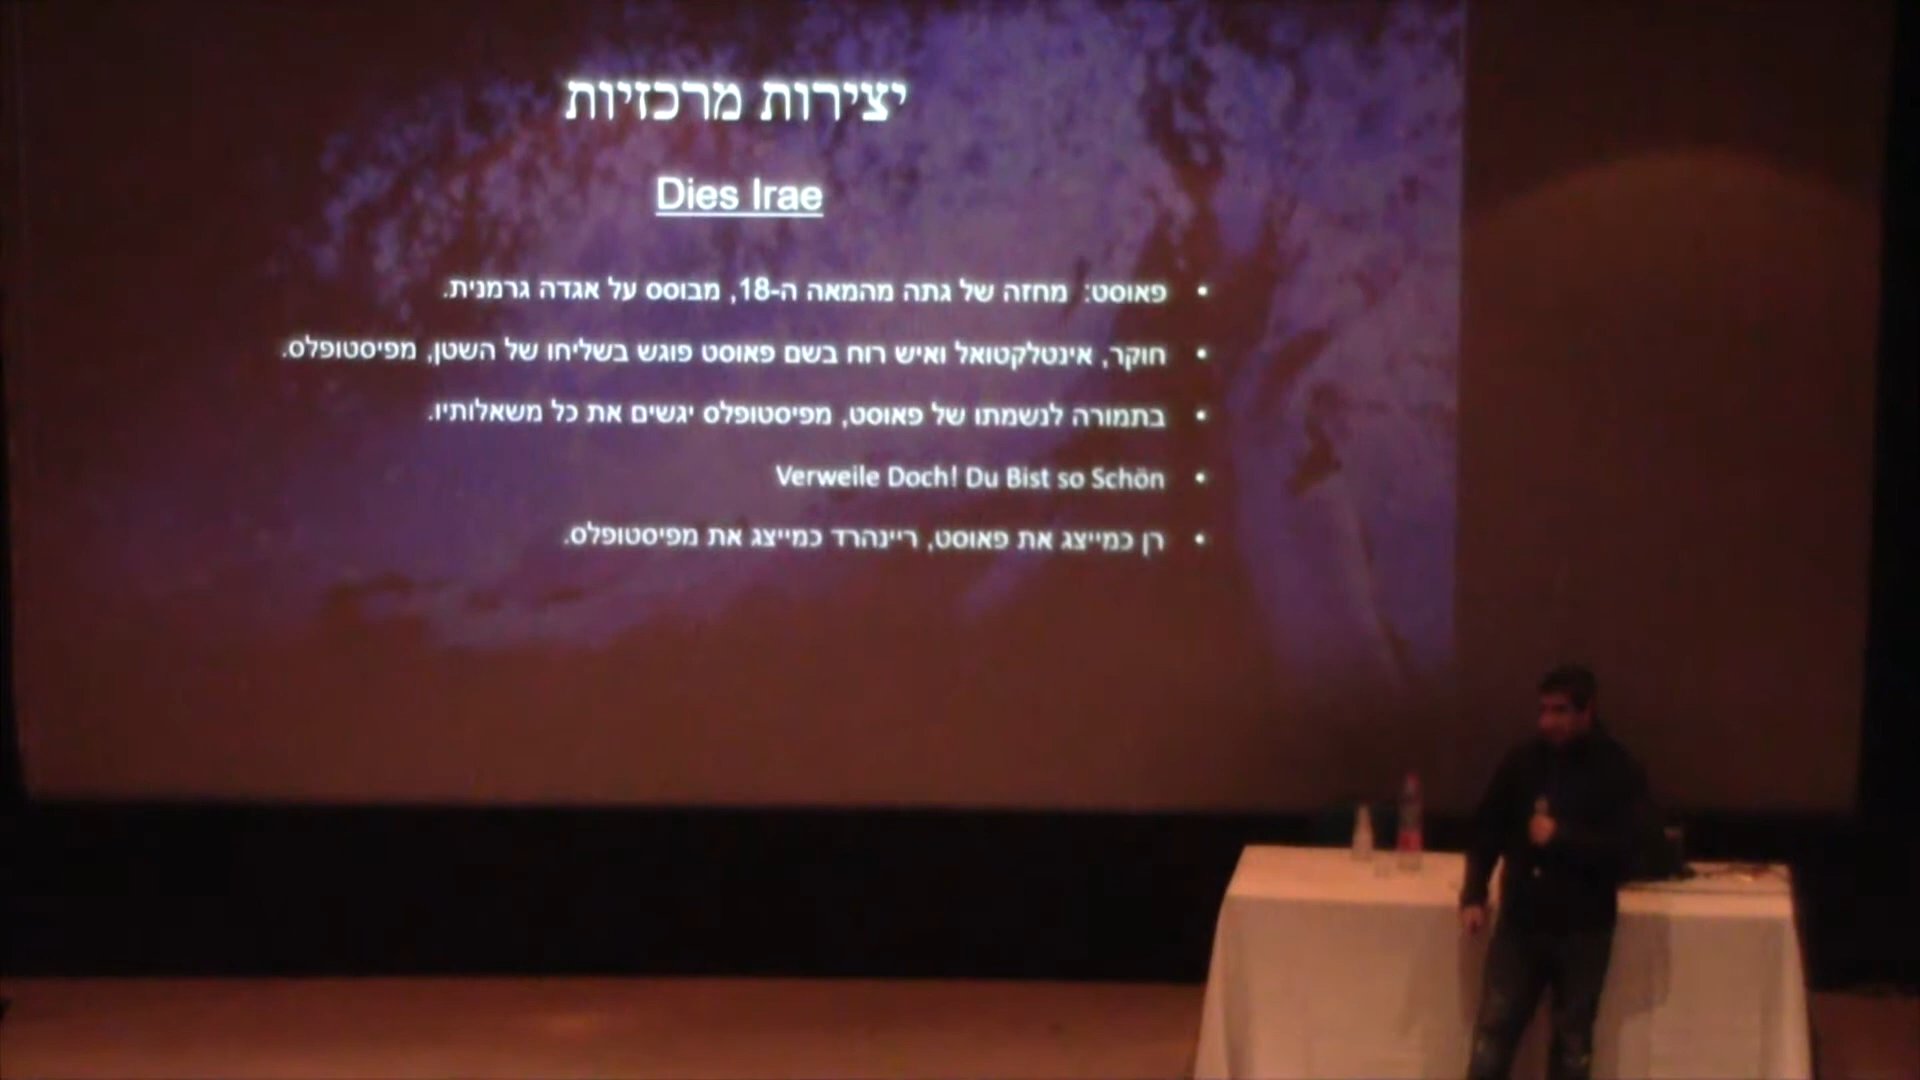 יצירות מרכזיות
Dies Irae
• פאוסט: מחזה של גתה מהמאה ה-18, מבוסס על אגדה גרמנית.
• חוקר, אינטלקטואל ואיש רוח בשם פאוסט פוגש בשליחו של השטן, מפיסטופלס.
• בתמורה לנשמתו של פאוסט, מפיסטופלס יגשים את כל משאלותיו.
• Verweile Doch! Du Bist so Schön
• רן כמייצג את פאוסט, ריינהרד כמייצג את מפיסטופלס.